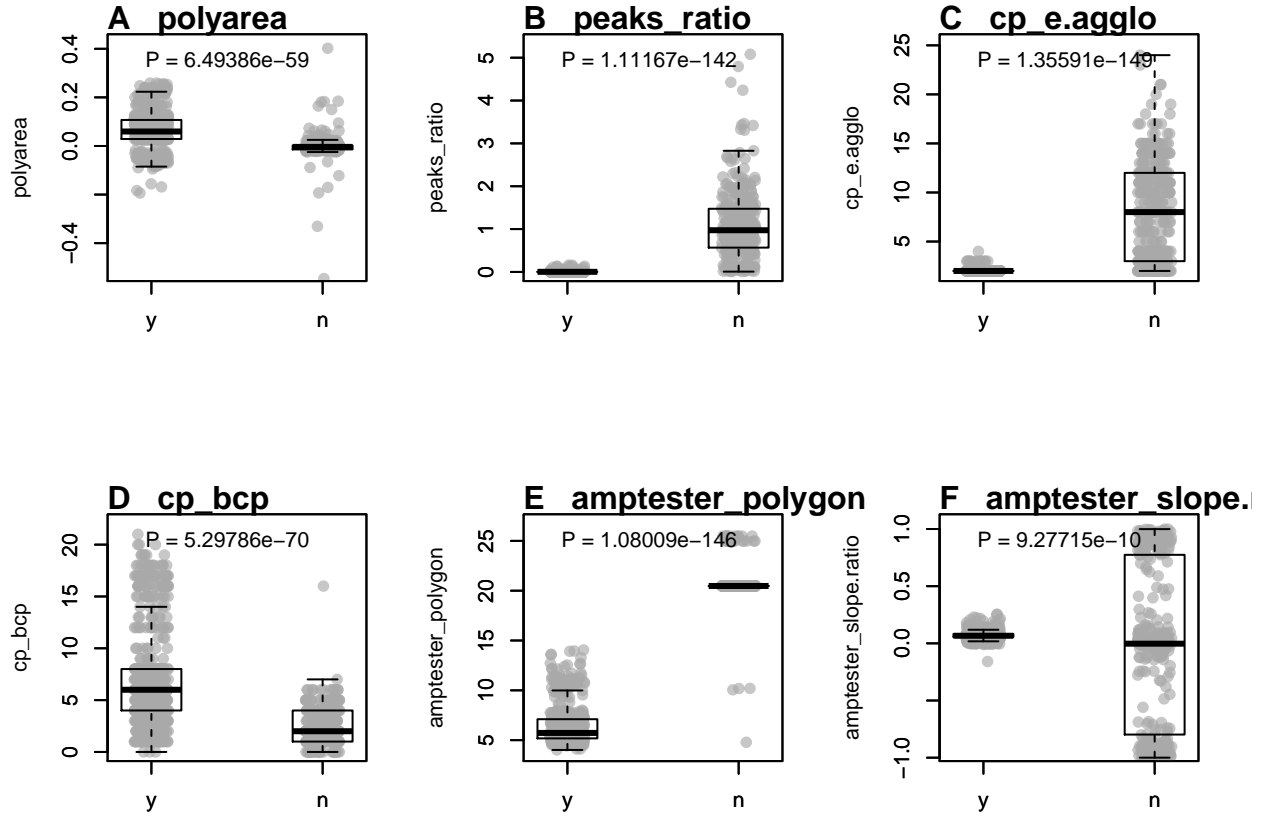 A polyarea
P = 6.49386e−59
polyarea
0.4
0.2
0.0
−0.4
y n
B peaks_ratio
P = 1.11167e−142
peaks_ratio
5
4
3
2
1
0
y n
C cp_e.agglo
P = 1.35591e−149
cp_e.agglo
25
20
15
10
5
y n
D cp_bcp
P = 5.29786e−70
cp_bcp
20
15
10
5
0
y n
E amptester_polygon
P = 1.08009e−146
amptester_polygon
25
20
15
10
5
y n
F amptester_slope.
P = 9.27715e−10
amptester_slope.ratio
1.0
0.5
0.0
−1.0
y n